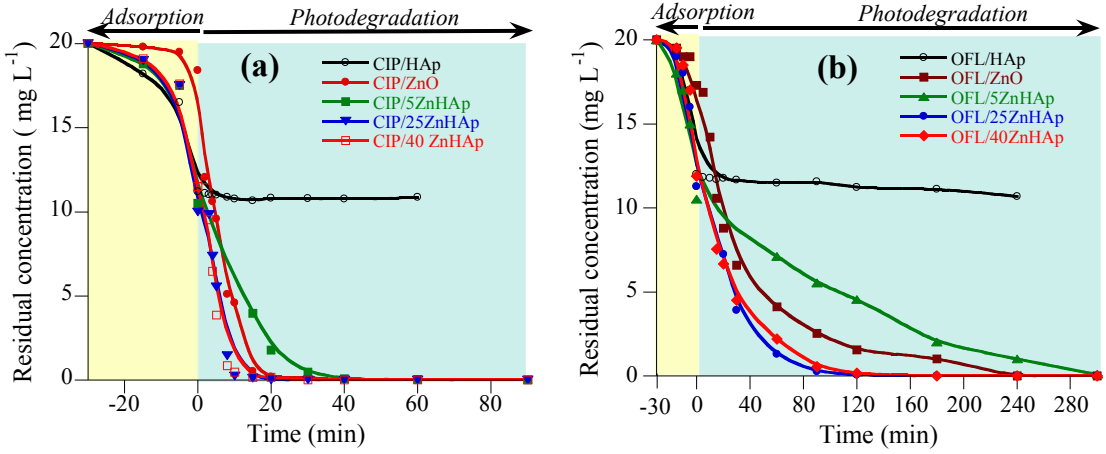 Adsorption
Photodegradation
(a)
CIP/HAp
CIP/ZnO
CIP/5ZnHAp
CIP/25ZnHAp
CIP/40 ZnHAp
Residual concentration ( mg L⁻¹)
20
15
10
5
0
-20 0 20 40 60 80
Time (min)
Adsorption
Photodegradation
(b)
OFL/HAp
OFL/ZnO
OFL/5ZnHAp
OFL/25ZnHAp
OFL/40ZnHAp
Residual concentration (mg L⁻¹)
20
15
10
5
0
-30 0 40 80 120 160 200 240 300
Time (min)